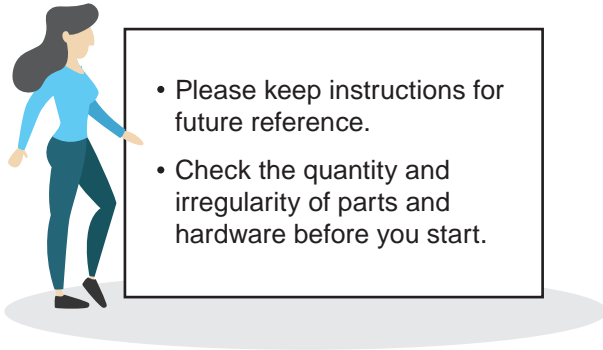 • Please keep instructions for
future reference.
• Check the quantity and
irregularity of parts and
hardware before you start.